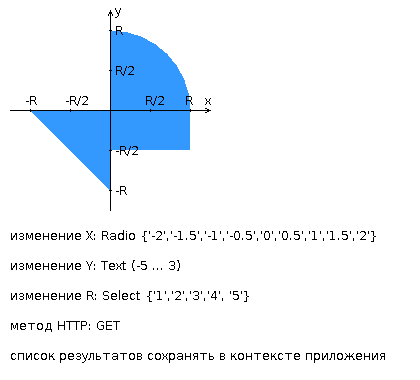 y
R
R/2
-R
-R/2
R/2
R
x
-R/2
-R
изменение X: Radio {'-2','-1.5','-1','-0.5','0','0.5','1','1.5','2'}
изменение Y: Text (-5 ... 3)
изменение R: Select {'1','2','3','4', '5'}
метод HTTP: GET
список результатов сохранять в контексте приложения